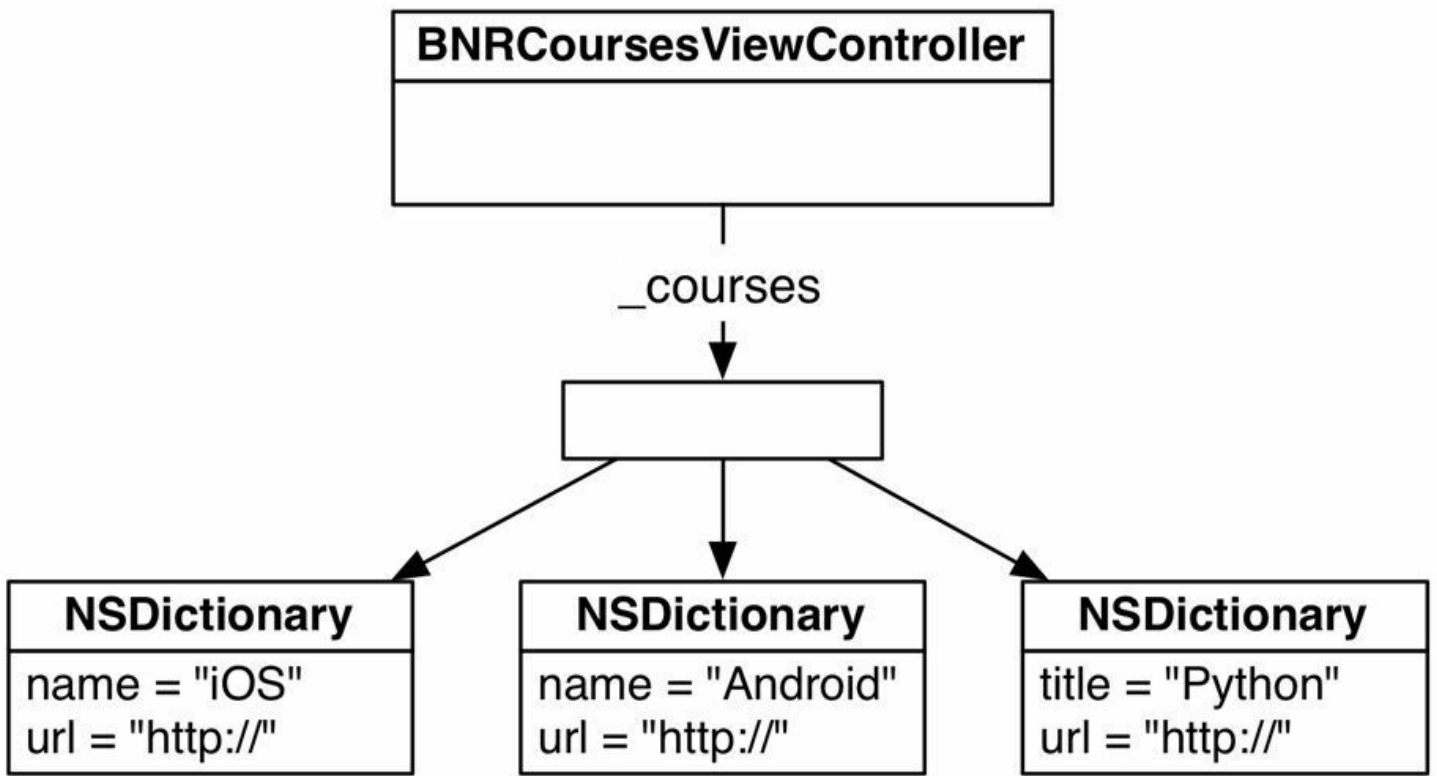 BNRCoursesViewController
_courses
NSDictionary
name = "iOS"
url = "http://"
NSDictionary
name = "Android"
url = "http://"
NSDictionary
title = "Python"
url = "http://"